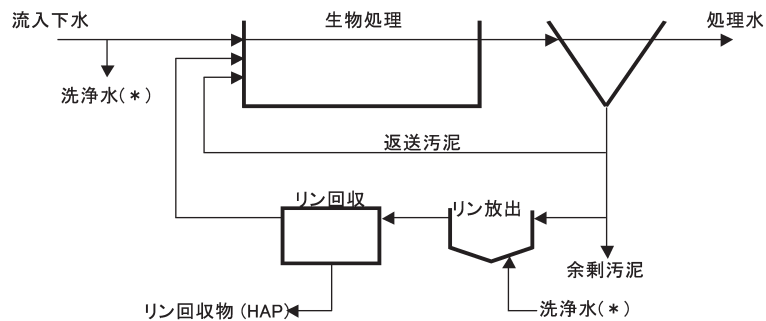 流入下水
生物処理
処理水
洗浄水(＊)
返送汚泥
リン回収
リン放出
余剰汚泥
リン回収物(HAP)
洗浄水(＊)